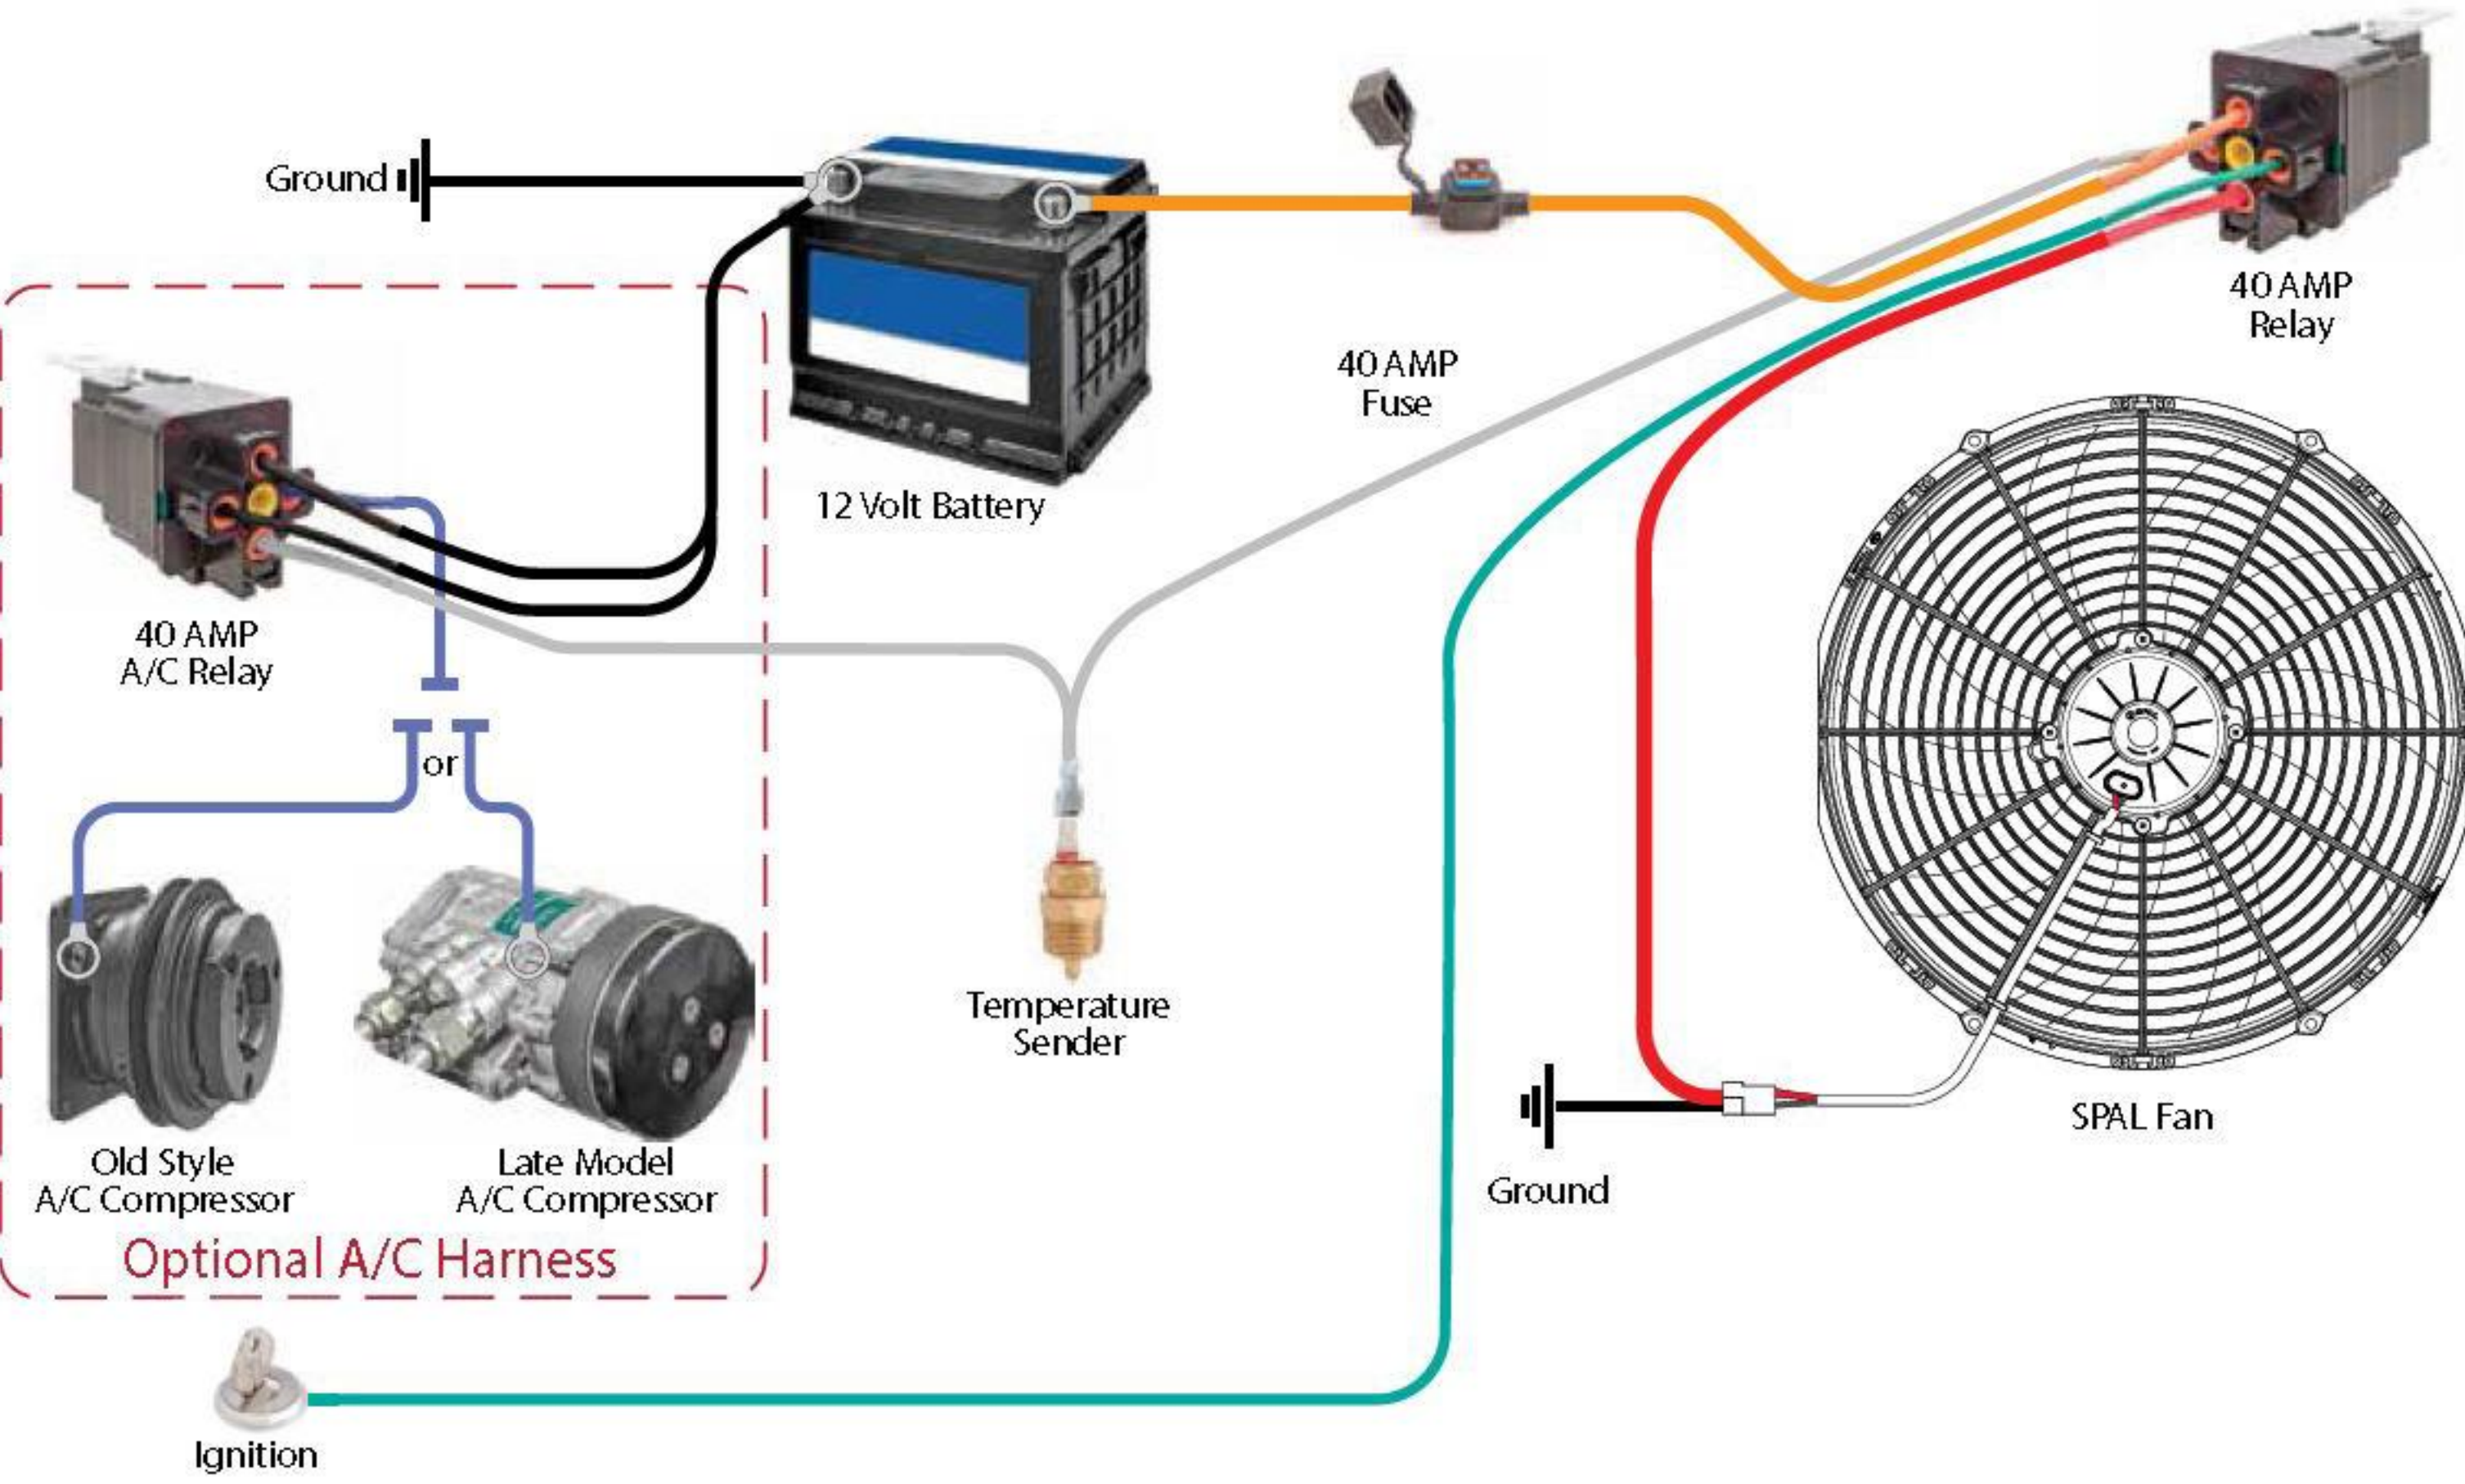 Ground
40 AMP
Relay
40 AMP
Fuse
12 Volt Battery
40 AMP
A/C Relay
or
Temperature
Sender
SPAL Fan
Ground
Old Style
A/C Compressor
Late Model
A/C Compressor
Optional A/C Harness
Ignition